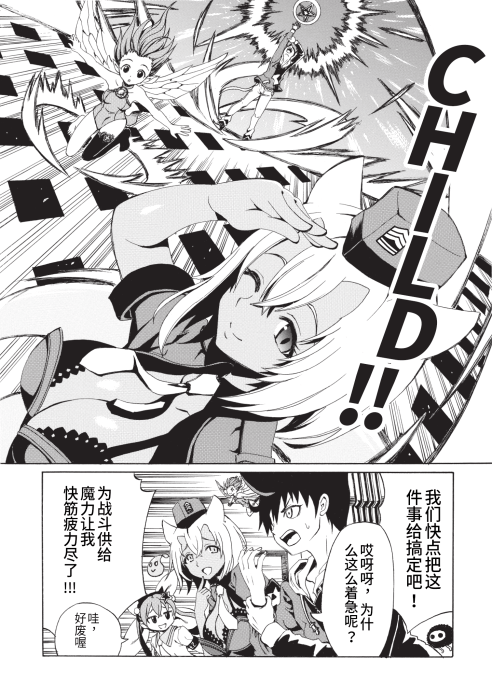 CHILD!!
我们快点把这
件事给搞定吧！
哎呀呀，为什
么这么着急呢？
为战斗供给
魔力让我
快筋疲力尽了!!!
哇，
好废喔